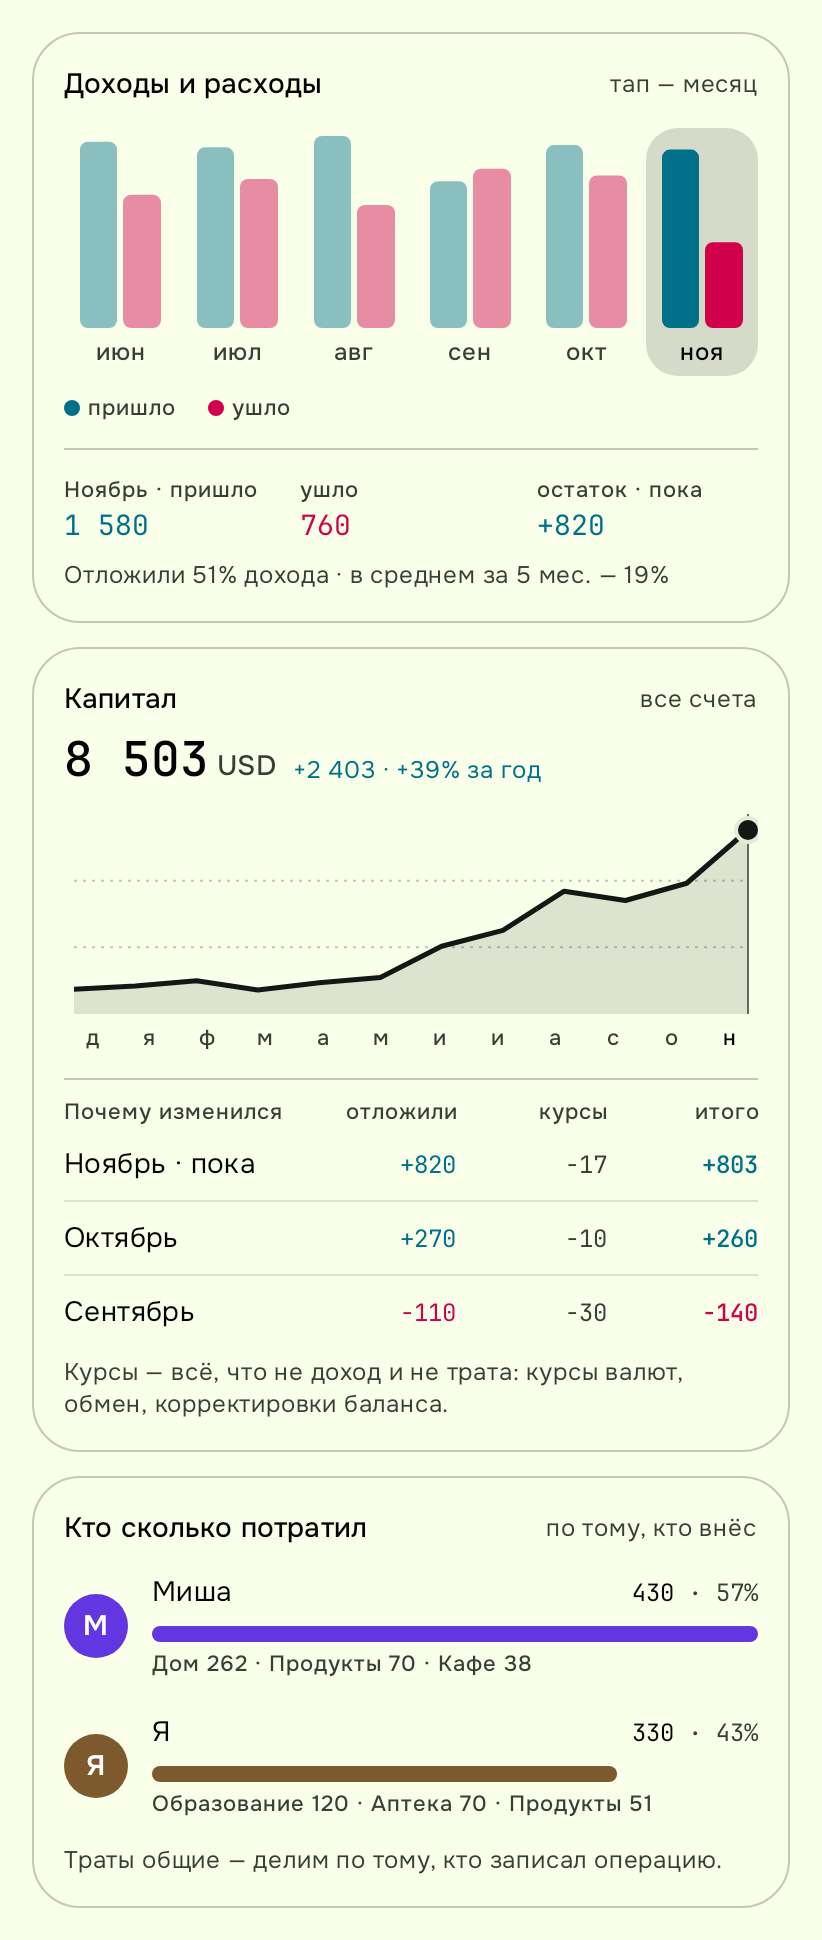 Доходы и расходы
тап — месяц
июн июл авг сен окт ноя
пришло ушло
Ноябрь · пришло ушло остаток · пока
1 580 760 +820
Отложили 51% дохода · в среднем за 5 мес. — 19%
Капитал
все счета
8 503 USD +2 403 · +39% за год
д я ф м а м и и а с о н
Почему изменился отложили курсы итого
Ноябрь · пока +820 -17 +803
Октябрь +270 -10 +260
Сентябрь -110 -30 -140
Курсы — всё, что не доход и не трата: курсы валют,
обмен, корректировки баланса.
Кто сколько потратил
по тому, кто внёс
М
Миша 430 · 57%
Дом 262 · Продукты 70 · Кафе 38
Я
Я 330 · 43%
Образование 120 · Аптека 70 · Продукты 51
Траты общие — делим по тому, кто записал операцию.